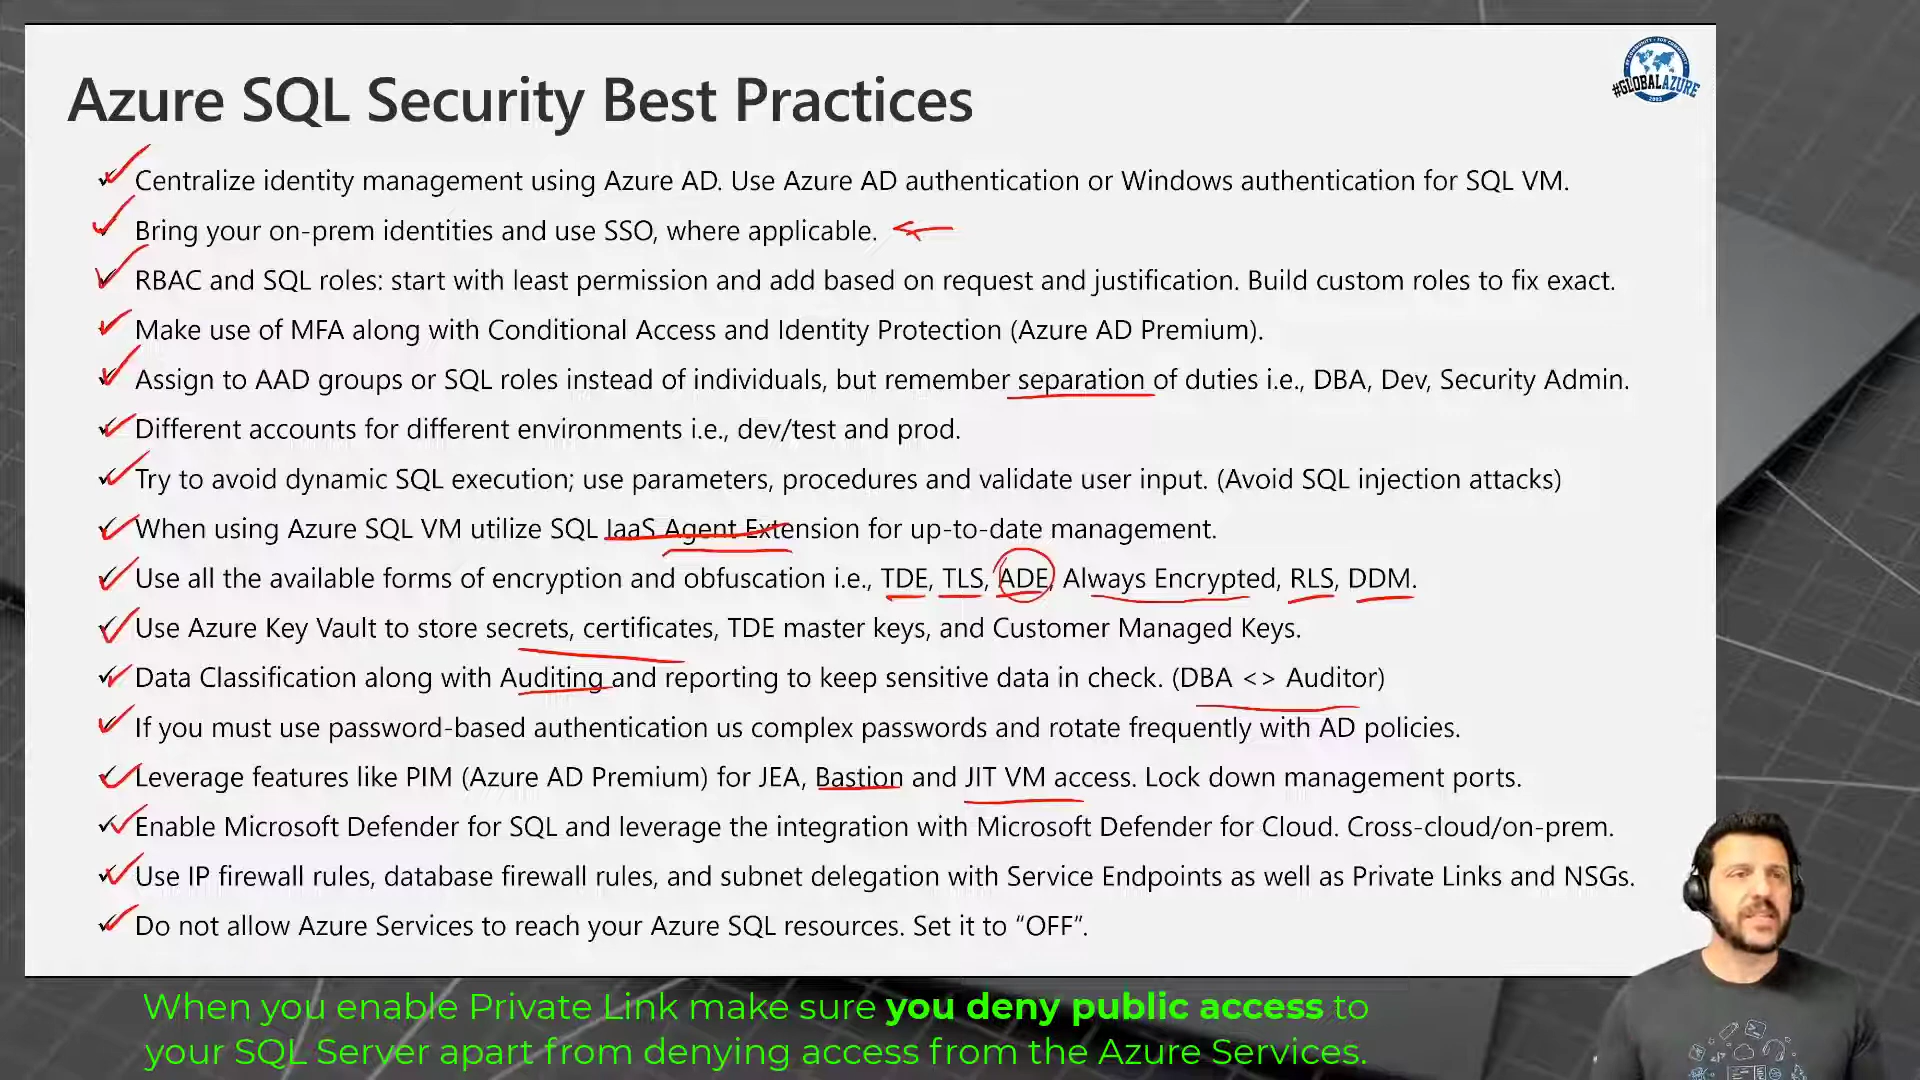 Azure SQL Security Best Practices
#GLOBALAZURE
Centralize identity management using Azure AD. Use Azure AD authentication or Windows authentication for SQL VM.
Bring your on-prem identities and use SSO, where applicable.
RBAC and SQL roles: start with least permission and add based on request and justification. Build custom roles to fix exact.
Make use of MFA along with Conditional Access and Identity Protection (Azure AD Premium).
Assign to AAD groups or SQL roles instead of individuals, but remember separation of duties i.e., DBA, Dev, Security Admin.
Different accounts for different environments i.e., dev/test and prod.
Try to avoid dynamic SQL execution; use parameters, procedures and validate user input. (Avoid SQL injection attacks)
When using Azure SQL VM utilize SQL IaaS Agent Extension for up-to-date management.
Use all the available forms of encryption and obfuscation i.e., TDE, TLS, ADE, Always Encrypted, RLS, DDM.
Use Azure Key Vault to store secrets, certificates, TDE master keys, and Customer Managed Keys.
Data Classification along with Auditing and reporting to keep sensitive data in check. (DBA <> Auditor)
If you must use password-based authentication us complex passwords and rotate frequently with AD policies.
Leverage features like PIM (Azure AD Premium) for JEA, Bastion and JIT VM access. Lock down management ports.
Enable Microsoft Defender for SQL and leverage the integration with Microsoft Defender for Cloud. Cross-cloud/on-prem.
Use IP firewall rules, database firewall rules, and subnet delegation with Service Endpoints as well as Private Links and NSGs.
Do not allow Azure Services to reach your Azure SQL resources. Set it to “OFF”.
When you enable Private Link make sure you deny public access to
your SQL Server apart from denying access from the Azure Services.